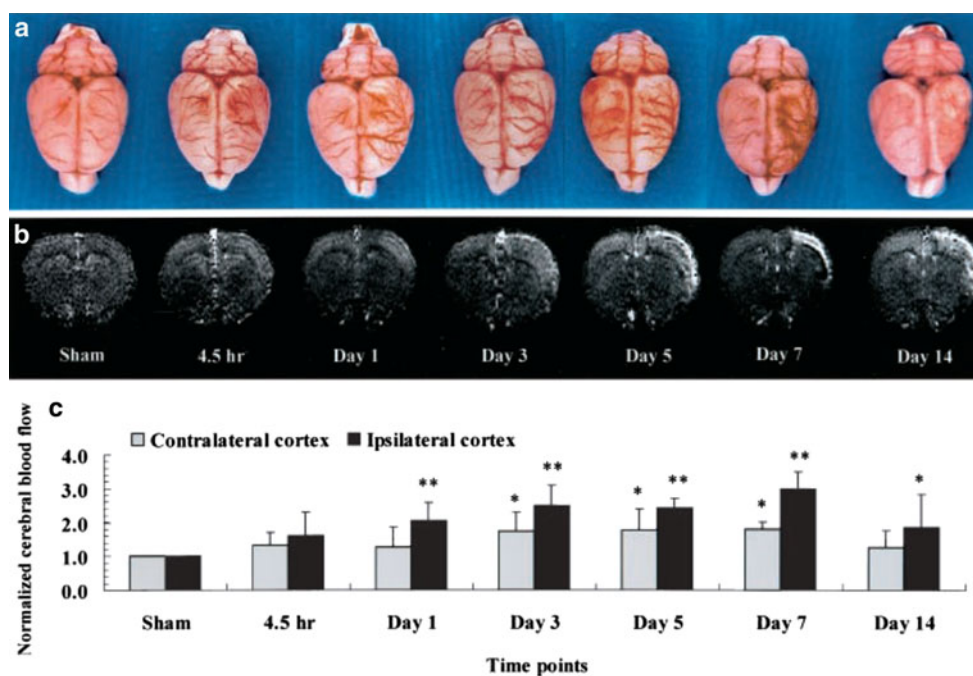 a
b
Sham 4.5 hr Day 1 Day 3 Day 5 Day 7 Day 14
c
Contralateral cortex Ipsilateral cortex
Normalized cerebral blood flow
4.0
3.0
2.0
1.0
0.0
** * ** * ** * ** *
Sham 4.5 hr Day 1 Day 3 Day 5 Day 7 Day 14
Time points